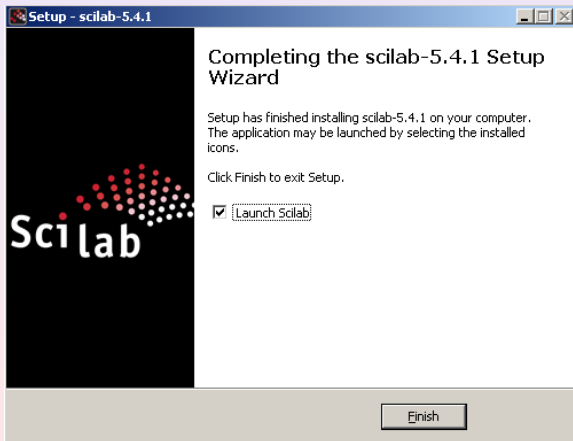 Setup - scilab-5.4.1
Completing the scilab-5.4.1 Setup
Wizard
Setup has finished installing scilab-5.4.1 on your computer.
The application may be launched by selecting the installed
icons.
Click Finish to exit Setup.
Launch Scilab
Scilab
Finish